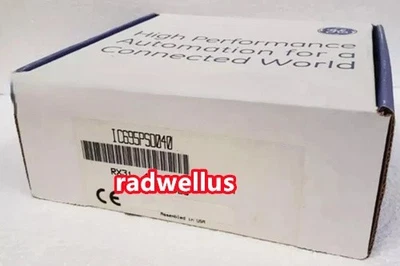 High Performance
Automation for a
Connected World
IC695PSD040
RX3i
radwellus
CE
Assembled in USA